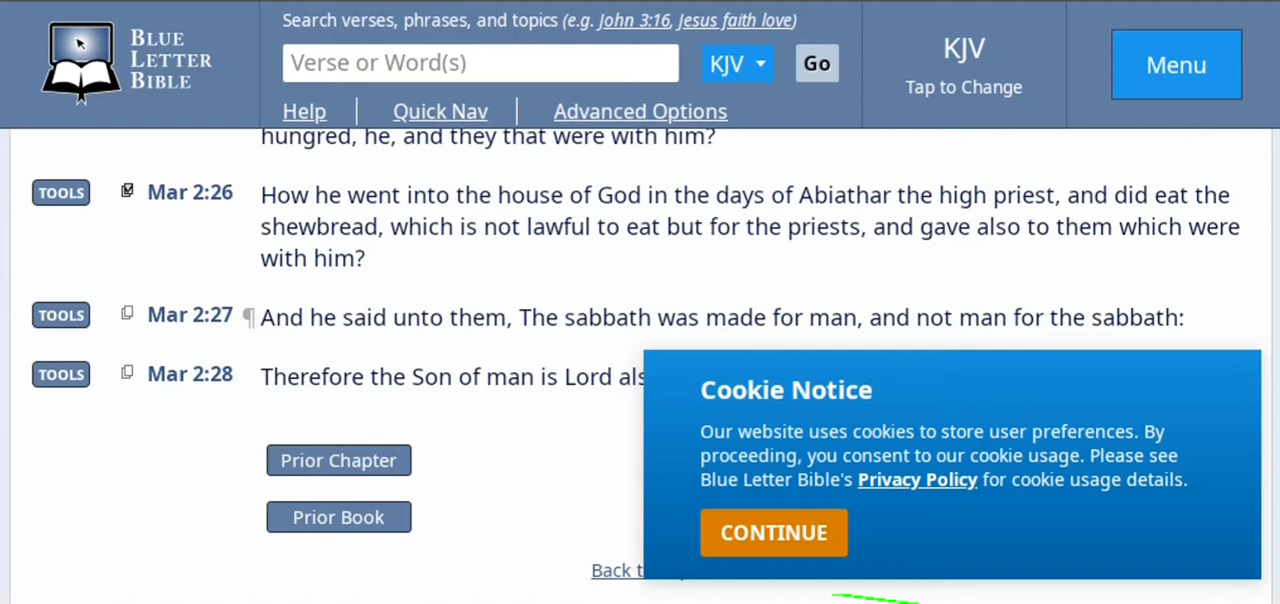 BLUE
LETTER
BIBLE
Search verses, phrases, and topics (e.g. John 3:16, Jesus faith love)
Verse or Word(s) KJV Go
Help Quick Nav Advanced Options
KJV
Tap to Change
Menu
hungred, he, and they that were with him?
TOOLS Mar 2:26 How he went into the house of God in the days of Abiathar the high priest, and did eat the
shewbread, which is not lawful to eat but for the priests, and gave also to them which were
with him?
TOOLS Mar 2:27 ¶ And he said unto them, The sabbath was made for man, and not man for the sabbath:
TOOLS Mar 2:28 Therefore the Son of man is Lord
Prior Chapter
Prior Book
Back
Cookie Notice
Our website uses cookies to store user preferences. By
proceeding, you consent to our cookie usage. Please see
Blue Letter Bible's Privacy Policy for cookie usage details.
CONTINUE